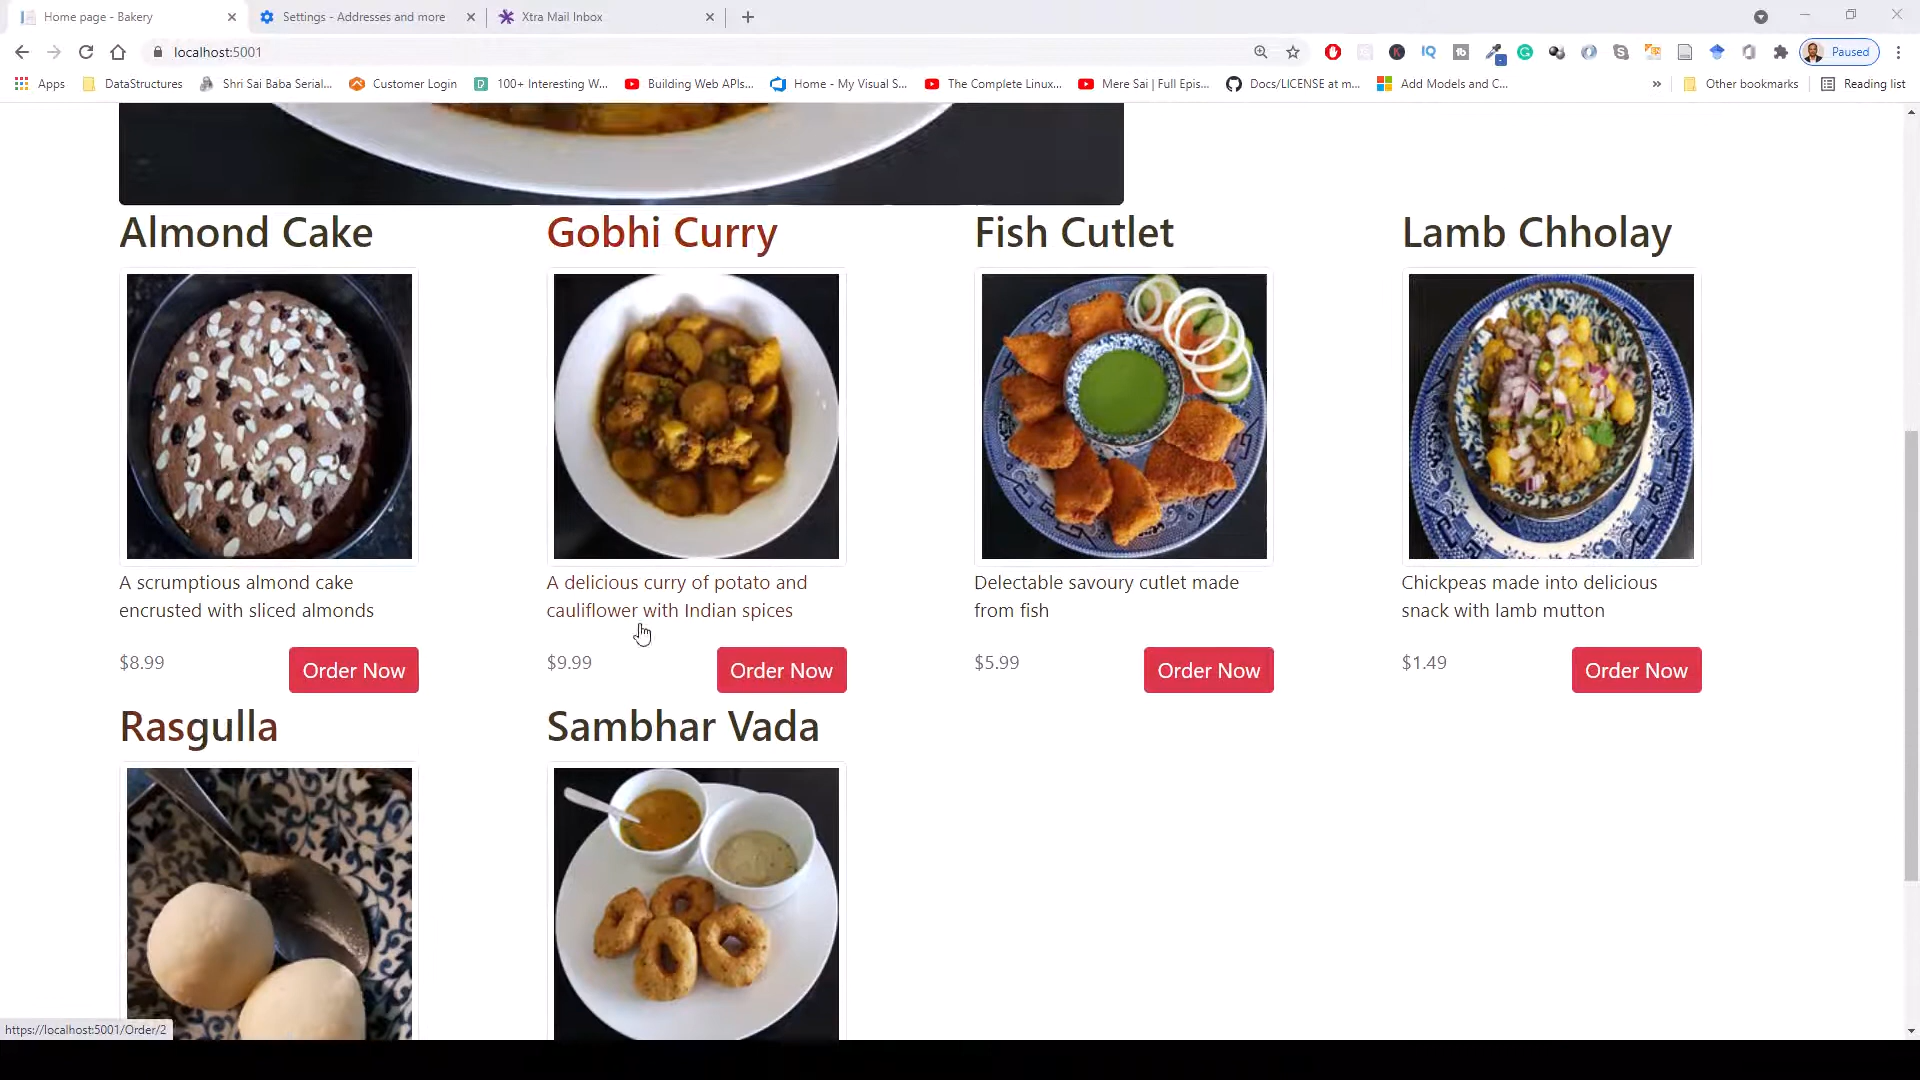 Home page - Bakery
Settings - Addresses and more
Xtra Mail Inbox
localhost:5001
Paused
Apps
DataStructures
Shri Sai Baba Serial...
Customer Login
100+ Interesting W...
Building Web APIs...
Home - My Visual S...
The Complete Linux...
Mere Sai | Full Epis...
Docs/LICENSE at m...
Add Models and C...
»
Other bookmarks
Reading list
Almond Cake
Gobhi Curry
Fish Cutlet
Lamb Chholay
A scrumptious almond cake
encrusted with sliced almonds
A delicious curry of potato and
cauliflower with Indian spices
Delectable savoury cutlet made
from fish
Chickpeas made into delicious
snack with lamb mutton
$8.99
Order Now
$9.99
Order Now
$5.99
Order Now
$1.49
Order Now
Rasgulla
Sambhar Vada
https://localhost:5001/Order/2